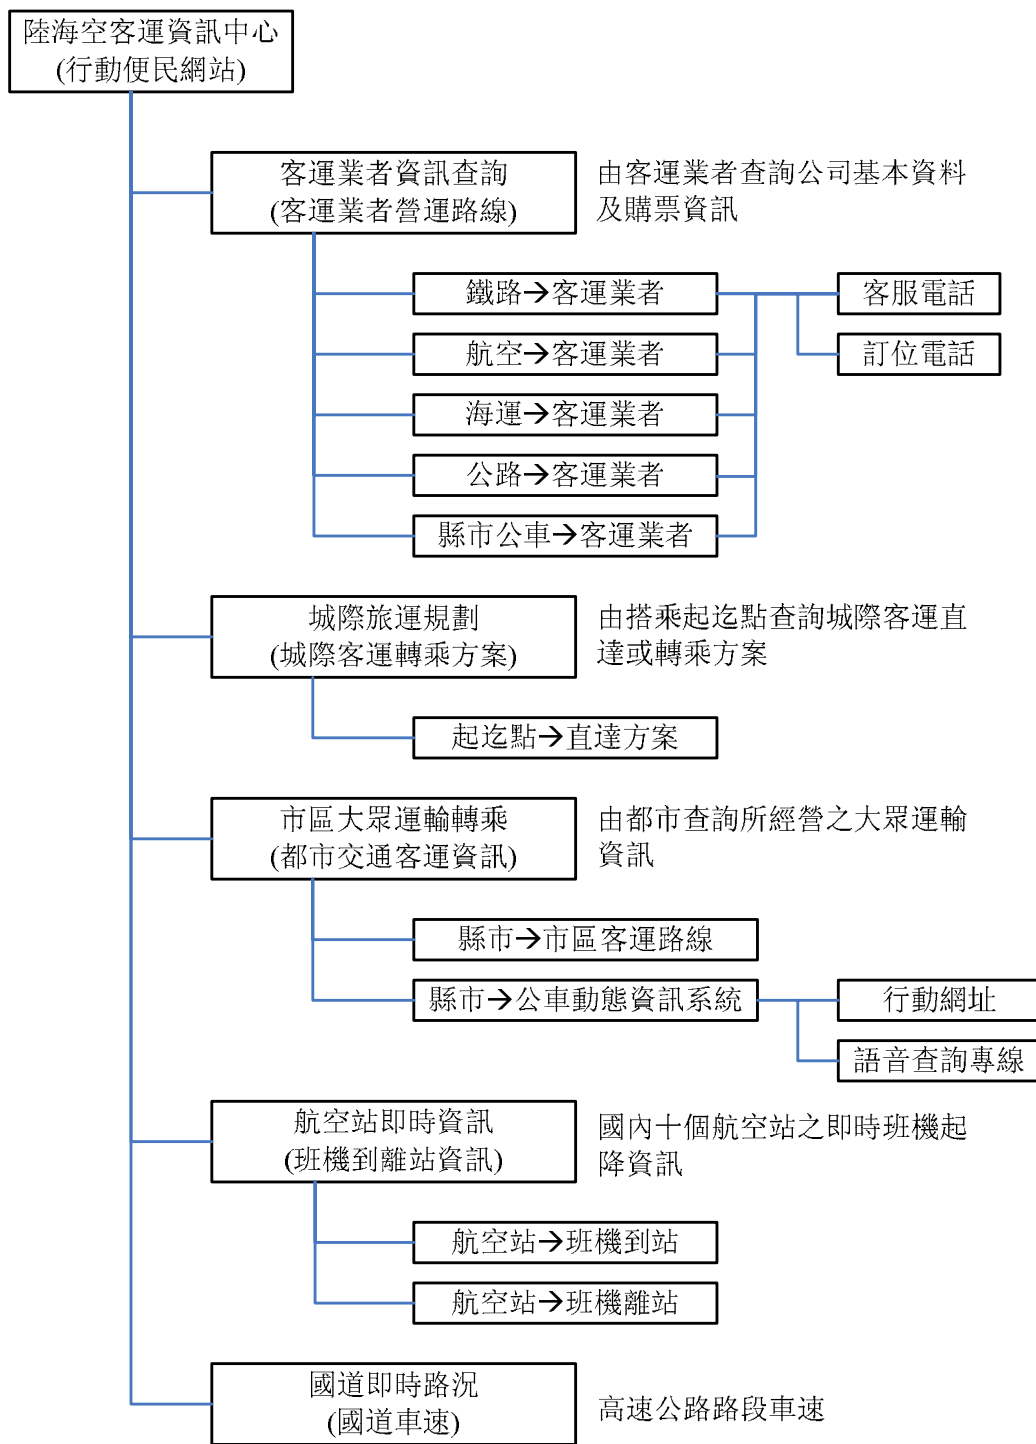 陸海空客運資訊中心
(行動便民網站)
客運業者資訊查詢
(客運業者營運路線)
由客運業者查詢公司基本資料
及購票資訊
鐵路→客運業者
客服電話
航空→客運業者
訂位電話
海運→客運業者
公路→客運業者
縣市公車→客運業者
城際旅運規劃
(城際客運轉乘方案)
由搭乘起迄點查詢城際客運直
達或轉乘方案
起迄點→直達方案
市區大眾運輸轉乘
(都市交通客運資訊)
由都市查詢所經營之大眾運輸
資訊
縣市→市區客運路線
縣市→公車動態資訊系統
行動網址
語音查詢專線
航空站即時資訊
(班機到離站資訊)
國內十個航空站之即時班機起
降資訊
航空站→班機到站
航空站→班機離站
國道即時路況
(國道車速)
高速公路路段車速